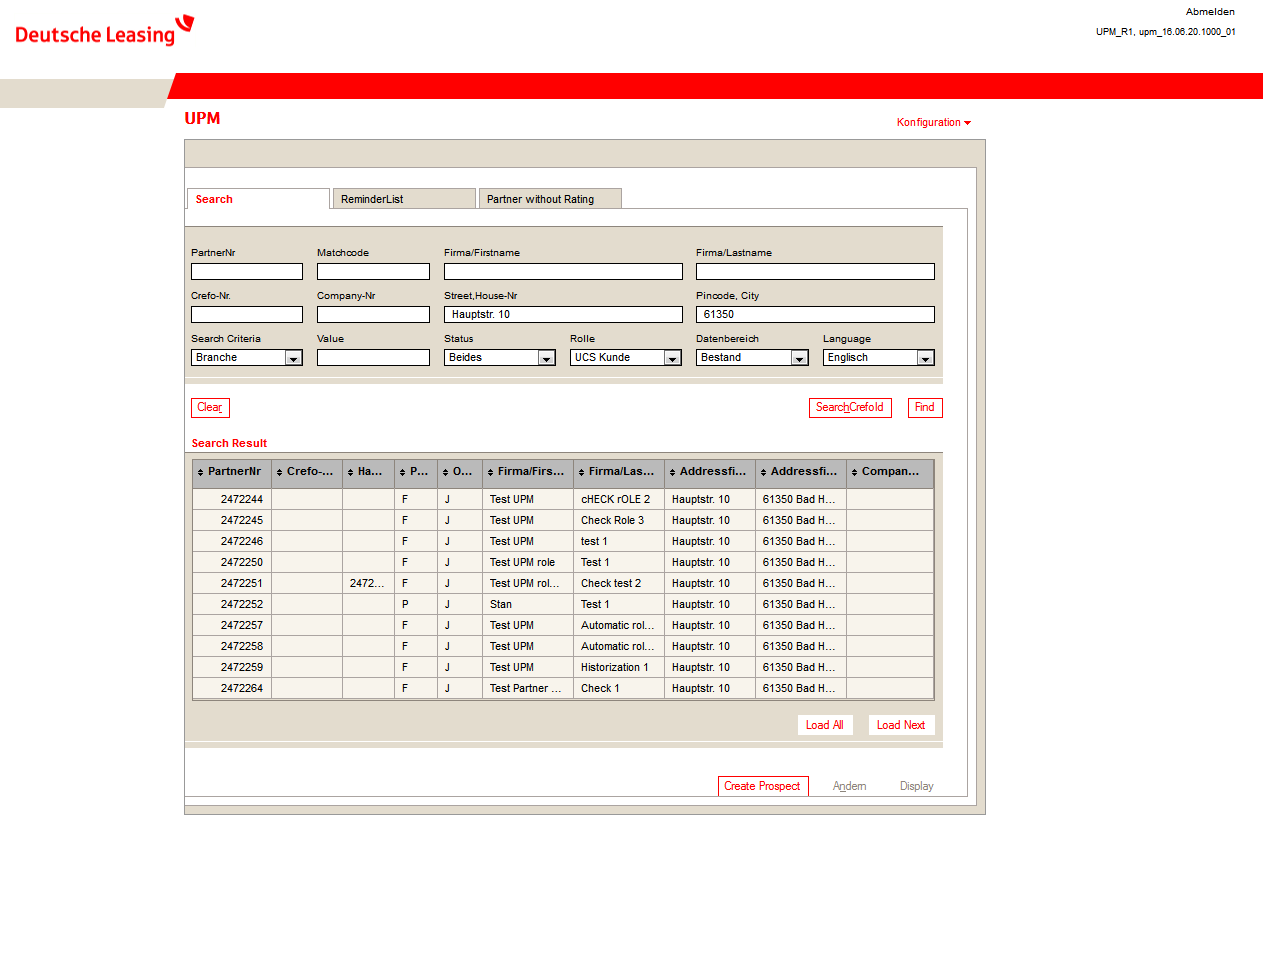 Deutsche Leasing
Abmelden
UPM_R1, upm_16.06.20.1000_01
UPM
Konfiguration
Search ReminderList Partner without Rating
PartnerNr Matchcode Firma/Firstname Firma/Lastname
Crefo-Nr. Company-Nr Street,House-Nr Pincode, City
Hauptstr. 10 61350
Search Criteria Value Status Rolle Datenbereich Language
Branche Beides UCS Kunde Bestand Englisch
Clear SearchCrefoId Find
Search Result
PartnerNr Crefo-... Ha... P... O... Firma/Firs... Firma/Las... Addressfi... Addressfi... Compan...
2472244 F J Test UPM cHECK rOLE 2 Hauptstr. 10 61350 Bad H...
2472245 F J Test UPM Check Role 3 Hauptstr. 10 61350 Bad H...
2472246 F J Test UPM test 1 Hauptstr. 10 61350 Bad H...
2472250 F J Test UPM role Test 1 Hauptstr. 10 61350 Bad H...
2472251 2472... F J Test UPM rol... Check test 2 Hauptstr. 10 61350 Bad H...
2472252 P J Stan Test 1 Hauptstr. 10 61350 Bad H...
2472257 F J Test UPM Automatic rol... Hauptstr. 10 61350 Bad H...
2472258 F J Test UPM Automatic rol... Hauptstr. 10 61350 Bad H...
2472259 F J Test UPM Historization 1 Hauptstr. 10 61350 Bad H...
2472264 F J Test Partner ... Check 1 Hauptstr. 10 61350 Bad H...
Load All Load Next
Create Prospect Ändern Display